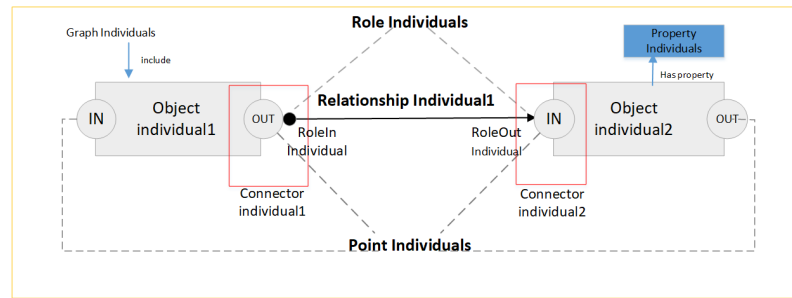 Role Individuals
Graph Individuals
include
Property
Individuals
Has property
IN
Object
individual1
OUT
Relationship Individual1
RoleIn
Individual
RoleOut
Individual
IN
Object
individual2
OUT
Connector
individual1
Connector
individual2
Point Individuals